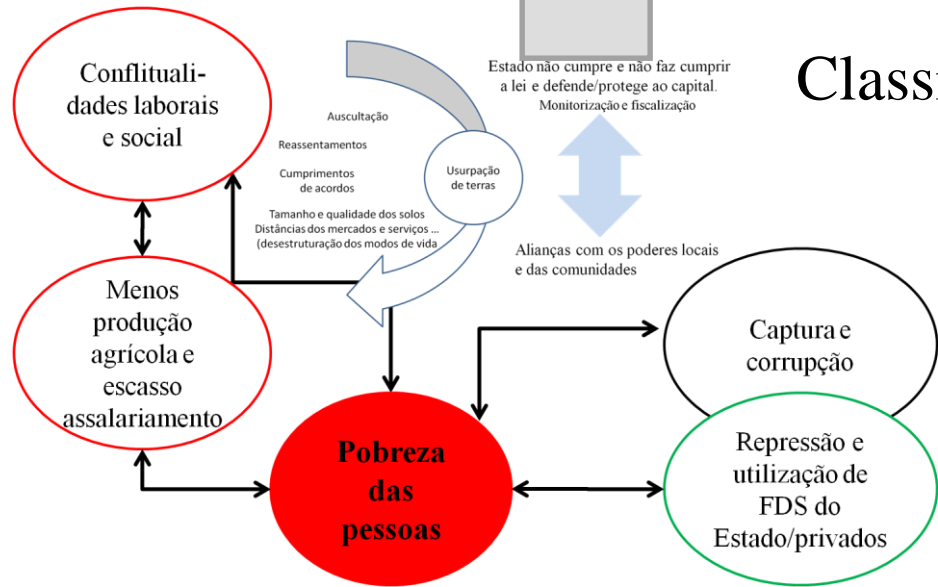 Conflituali-
dades laborais
e social
Auscultação
Reassentamentos
Cumprimentos
de acordos
Tamanho e qualidade dos solos
Distâncias dos mercados e serviços ...
(desestruturação dos modos de vida
Usurpação
de terras
Estado não cumpre e não faz cumprir
a lei e defende/protege ao capital.
Monitorização e fiscalização
Classi
Alianças com os poderes locais
e das comunidades
Menos
produção
agrícola e
escasso
assalariamento
Pobreza
das
pessoas
Captura e
corrupção
Repressão e
utilização de
FDS do
Estado/privados